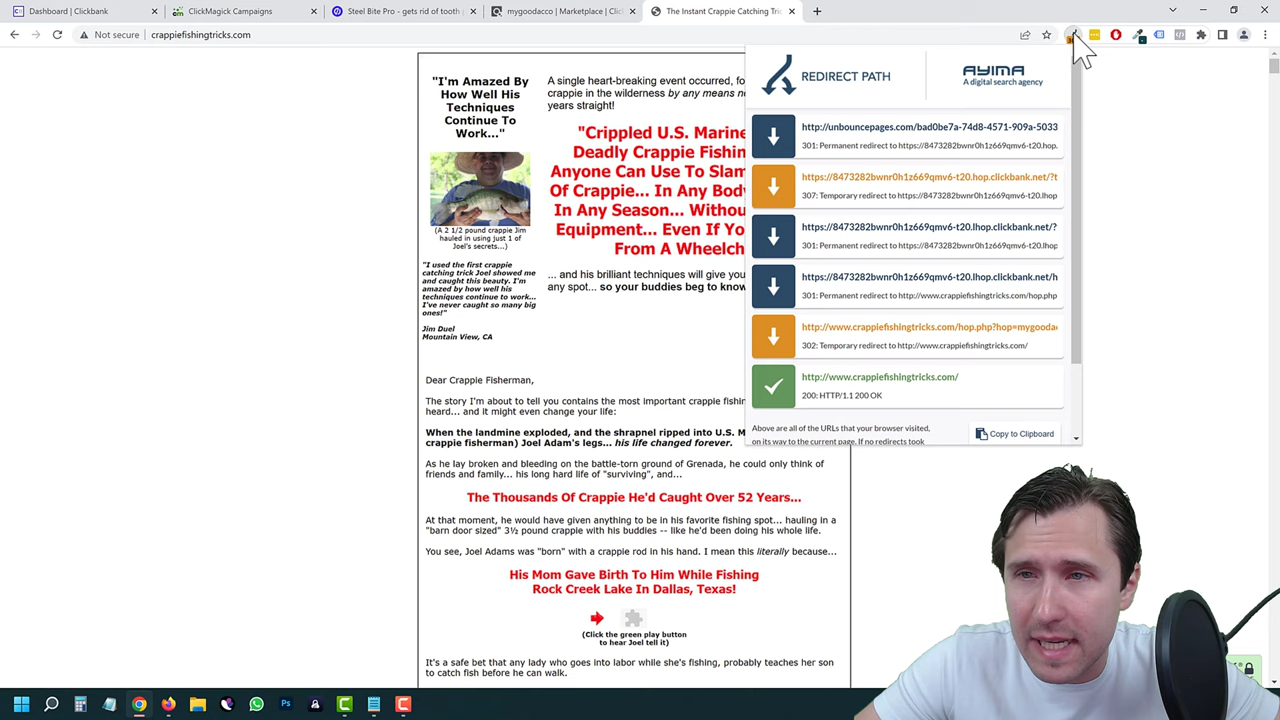 Dashboard | Clickbank
ClickMagick Campaigns
Steel Bite Pro - gets rid of tooth
mygoodacco | Marketplace | Clic
The Instant Crappie Catching Tric
Not secure
crappiefishingtricks.com
"I'm Amazed By
How Well His
Techniques
Continue To
Work..."
(A 2 1/2 pound crappie Jim
hauled in using just 1 of
Joel's secrets...)
"I used the first crappie
catching trick Joel showed me
and caught this beauty. I'm
amazed by how well his
techniques continue to work...
I've never caught so many big
ones!"
Jim Duel
Mountain View, CA
A single heart-breaking event occurred, fo
crappie in the wilderness by any means ne
years straight!
"Crippled U.S. Marine
Deadly Crappie Fishin
Anyone Can Use To Slam
Of Crappie... In Any Body
In Any Season... Withou
Equipment... Even If Yo
From A Wheelch
... and his brilliant techniques will give you
any spot... so your buddies beg to know
REDIRECT PATH
AYIMA
A digital search agency
http://unbouncepages.com/bad0be7a-74d8-4571-909a-5033
301: Permanent redirect to https://8473282bwnr0h1z669qmv6-t20.hop.
https://8473282bwnr0h1z669qmv6-t20.hop.clickbank.net/?t
307: Temporary redirect to https://8473282bwnr0h1z669qmv6-t20.lhop
https://8473282bwnr0h1z669qmv6-t20.lhop.clickbank.net/?
301: Permanent redirect to https://8473282bwnr0h1z669qmv6-t20.lhop
https://8473282bwnr0h1z669qmv6-t20.lhop.clickbank.net/h
301: Permanent redirect to http://www.crappiefishingtricks.com/hop.php
http://www.crappiefishingtricks.com/hop.php?hop=mygooda
302: Temporary redirect to http://www.crappiefishingtricks.com/
http://www.crappiefishingtricks.com/
200: HTTP/1.1 200 OK
Above are all of the URLs that your browser visited,
on its way to the current page. If no redirects took
Copy to Clipboard
Dear Crappie Fisherman,
The story I'm about to tell you contains the most important crappie fishin
heard... and it might even change your life:
When the landmine exploded, and the shrapnel ripped into U.S. M
crappie fisherman) Joel Adam's legs... his life changed forever.
As he lay broken and bleeding on the battle-torn ground of Grenada, he could only think of
friends and family... his long hard life of "surviving", and...
The Thousands Of Crappie He'd Caught Over 52 Years...
At that moment, he would have given anything to be in his favorite fishing spot... hauling in a
"barn door sized" 3½ pound crappie with his buddies -- like he'd been doing his whole life.
You see, Joel Adams was "born" with a crappie rod in his hand. I mean this literally because...
His Mom Gave Birth To Him While Fishing
Rock Creek Lake In Dallas, Texas!
(Click the green play button
to hear Joel tell it)
It's a safe bet that any lady who goes into labor while she's fishing, probably teaches her son
to catch fish before he can walk.